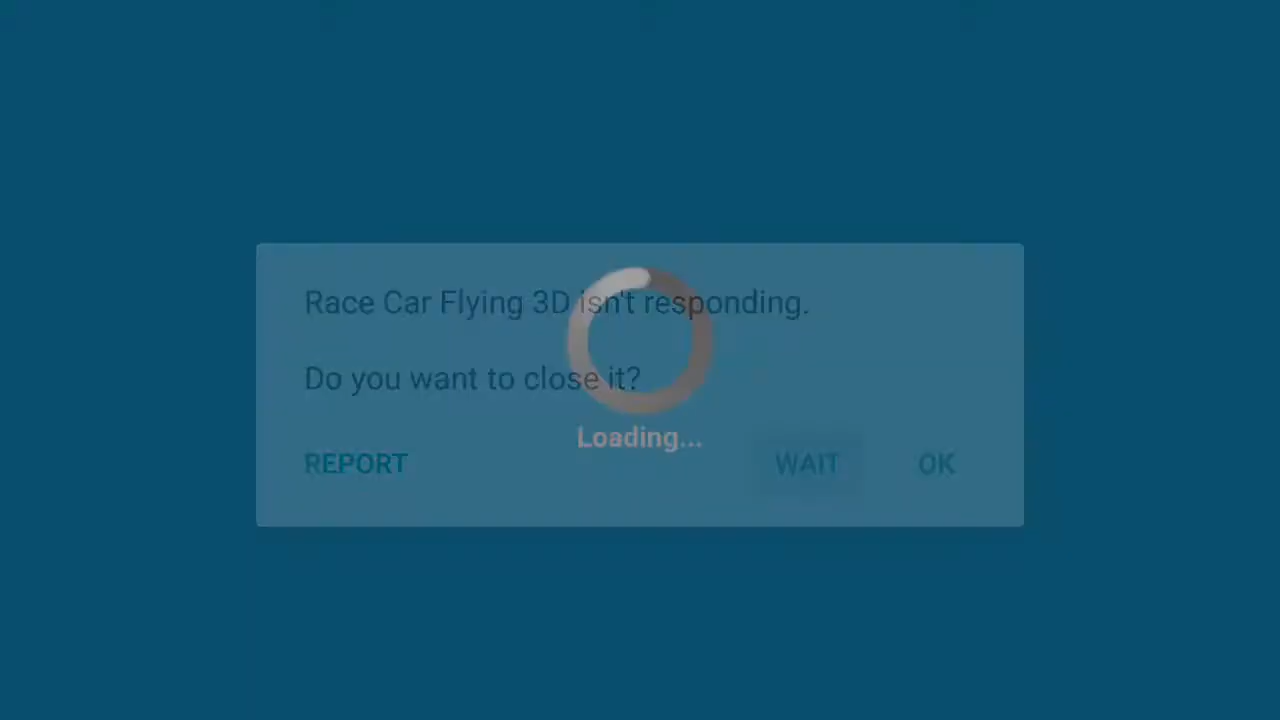 Race Car Flying 3D isn't responding.
Do you want to close it?
Loading...
REPORT
WAIT
OK